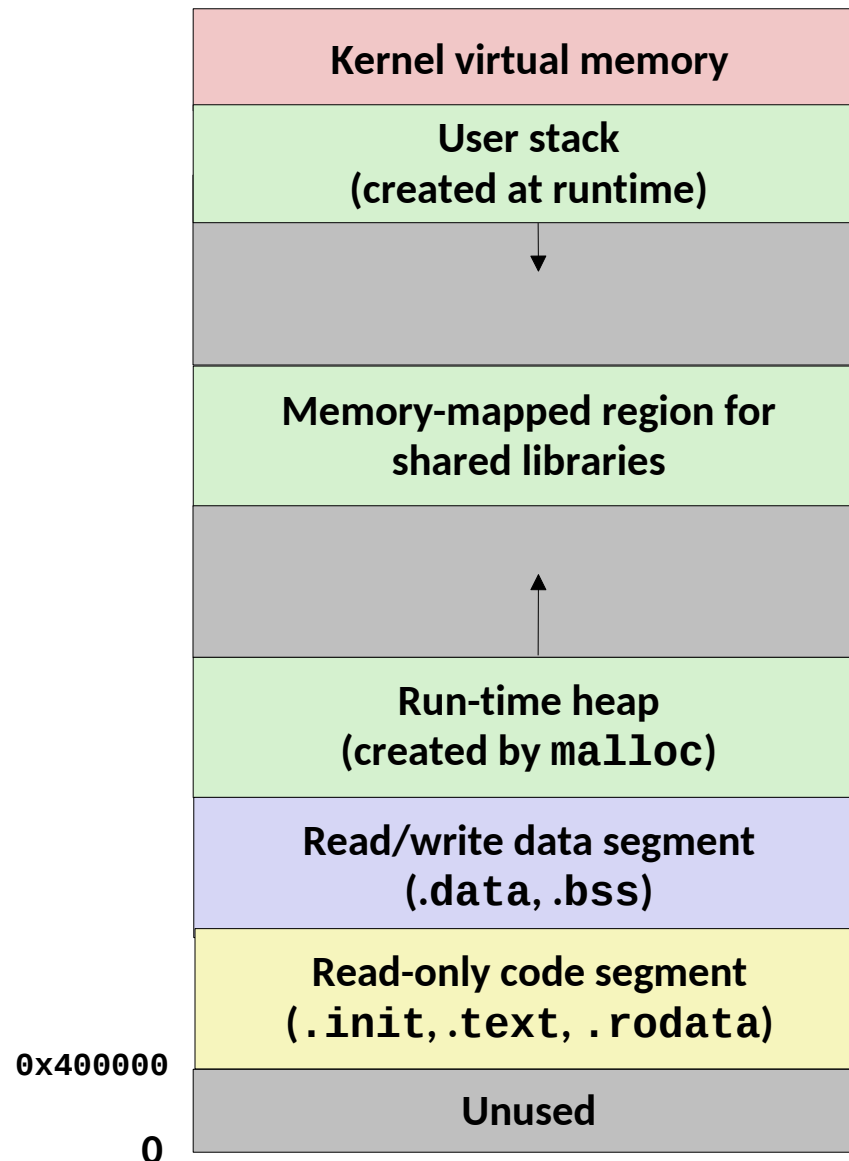 Kernel virtual memory
User stack
(created at runtime)
Memory-mapped region for
shared libraries
Run-time heap
(created by malloc)
Read/write data segment
(.data, .bss)
Read-only code segment
(.init, .text, .rodata)
0x400000
Unused
0